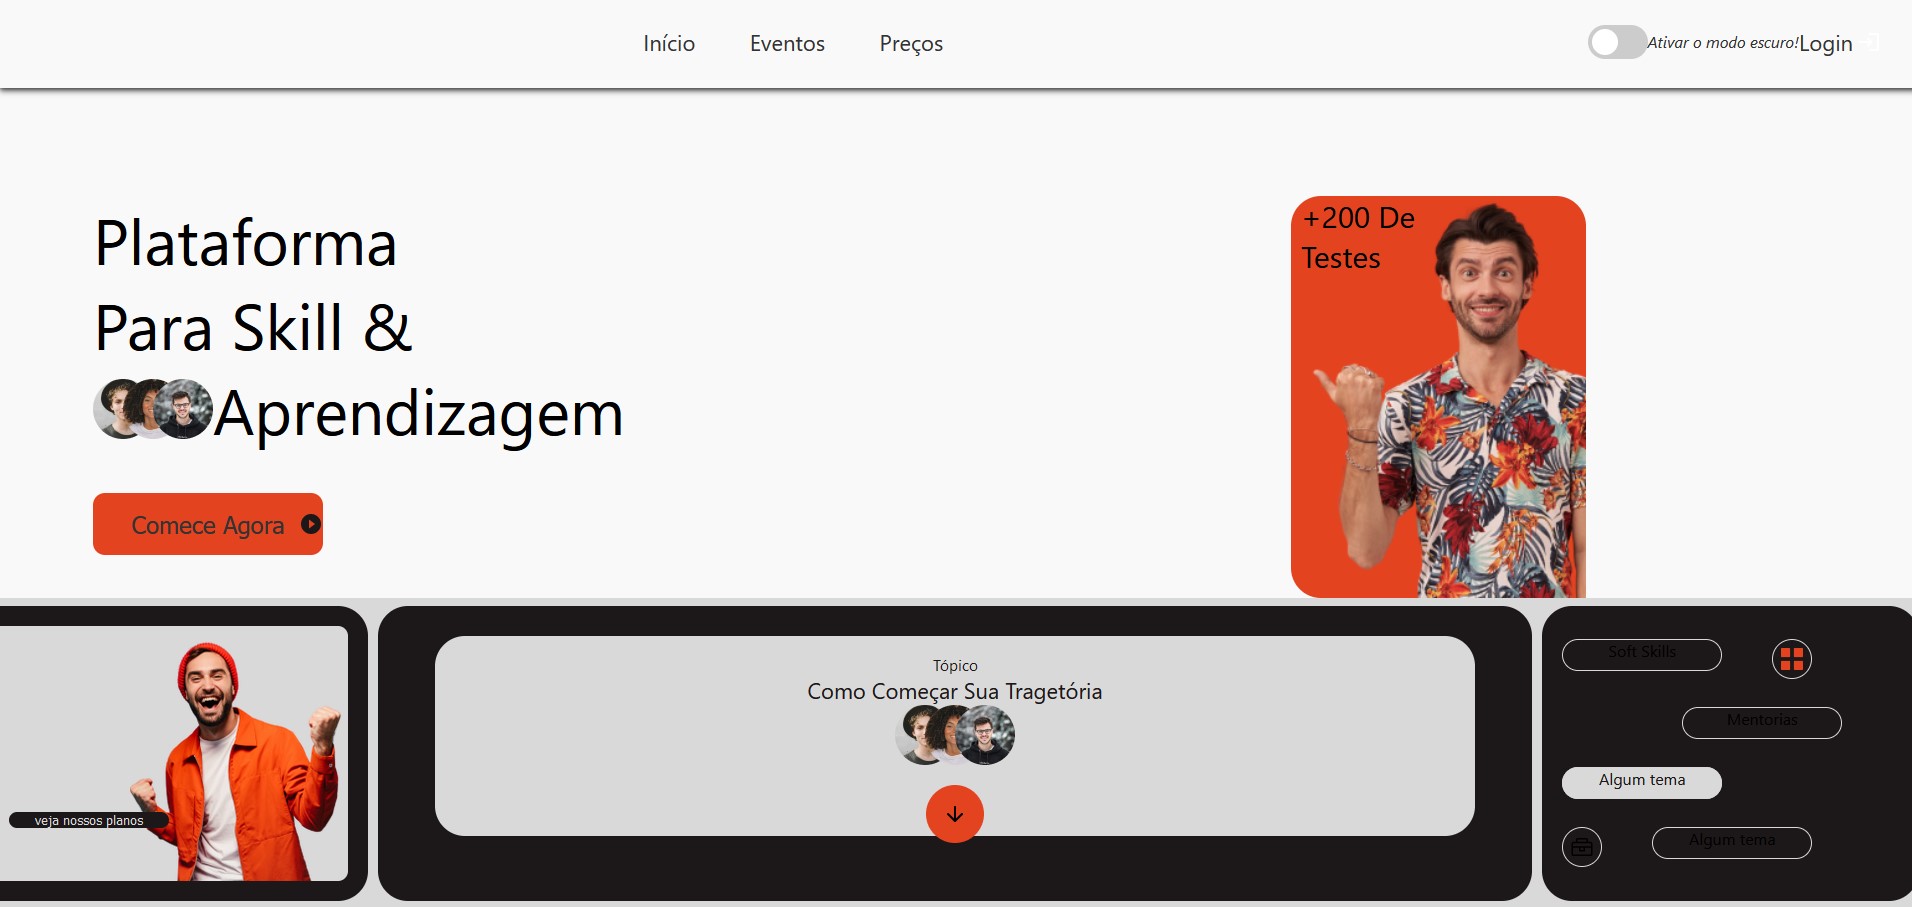 Início
Eventos
Preços
Ativar o modo escuro!
Login
Plataforma
Para Skill &
Aprendizagem
Comece Agora
+200 De
Testes
veja nossos planos
Tópico
Como Começar Sua Tragetória
Soft Skills
Mentorias
Algum tema
Algum tema